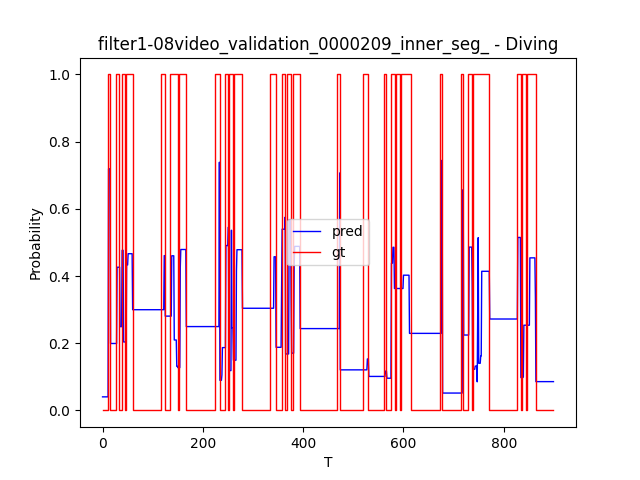 filter1-08video_validation_0000209_inner_seg_ - Diving
1.0
0.8
0.6
0.4
0.2
0.0
Probability
pred
gt
0
200
400
600
800
T